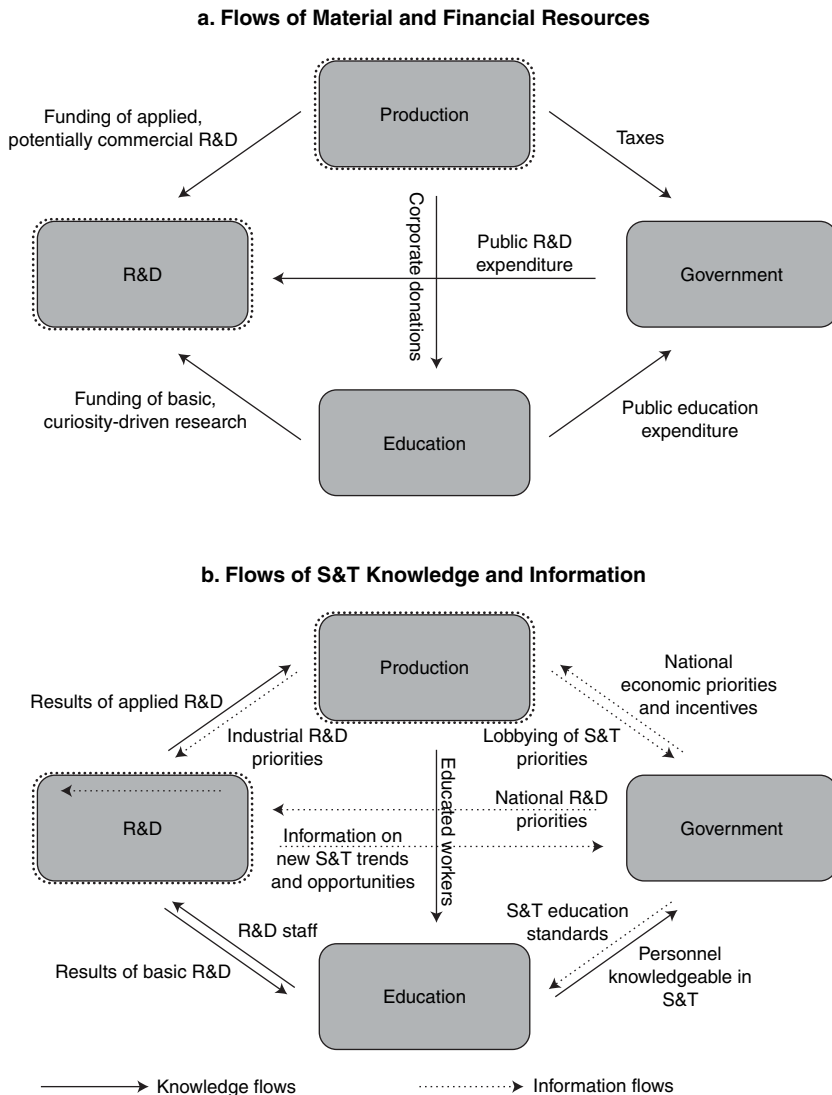 a. Flows of Material and Financial Resources
Production
Funding of applied,
potentially commercial R&D
Taxes
Corporate donations
R&D
Public R&D
expenditure
Government
Funding of basic,
curiosity-driven research
Education
Public education
expenditure
b. Flows of S&T Knowledge and Information
Production
National
economic priorities
and incentives
Results of applied R&D
Industrial R&D
priorities
Lobbying of S&T
priorities
Educated workers
R&D
National R&D
priorities
Government
Information on
new S&T trends
and opportunities
R&D staff
S&T education
standards
Results of basic R&D
Education
Personnel
knowledgeable in
S&T
Knowledge flows
Information flows